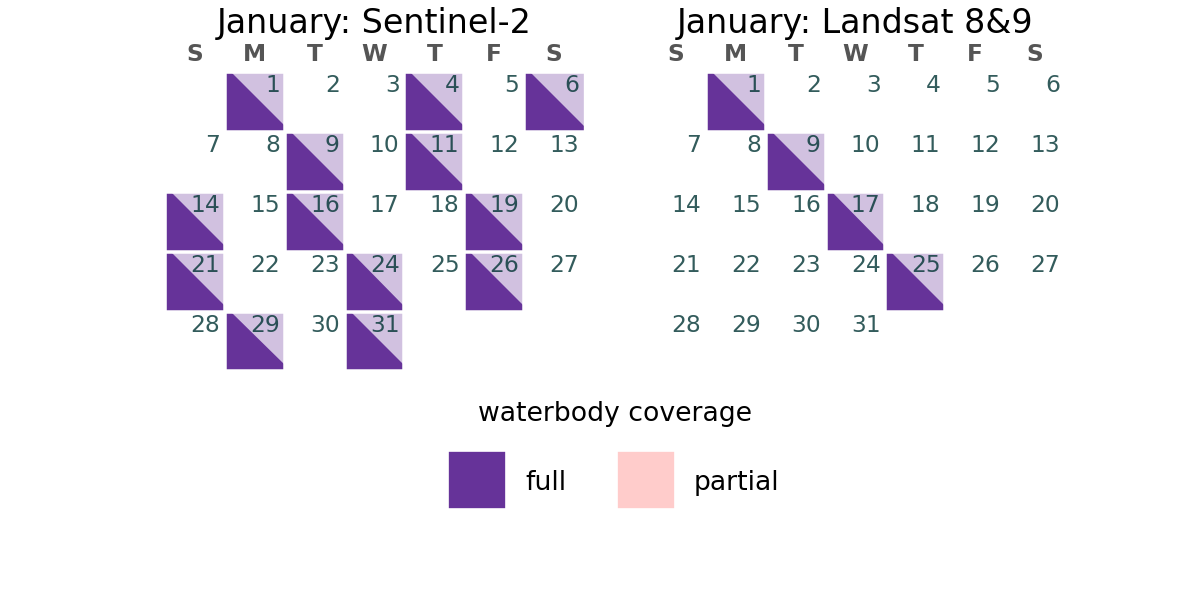 January: Sentinel-2
S M T W T F S
1 2 3 4 5 6
7 8 9 10 11 12 13
14 15 16 17 18 19 20
21 22 23 24 25 26 27
28 29 30 31
January: Landsat 8&9
S M T W T F S
1 2 3 4 5 6
7 8 9 10 11 12 13
14 15 16 17 18 19 20
21 22 23 24 25 26 27
28 29 30 31
waterbody coverage
full
partial